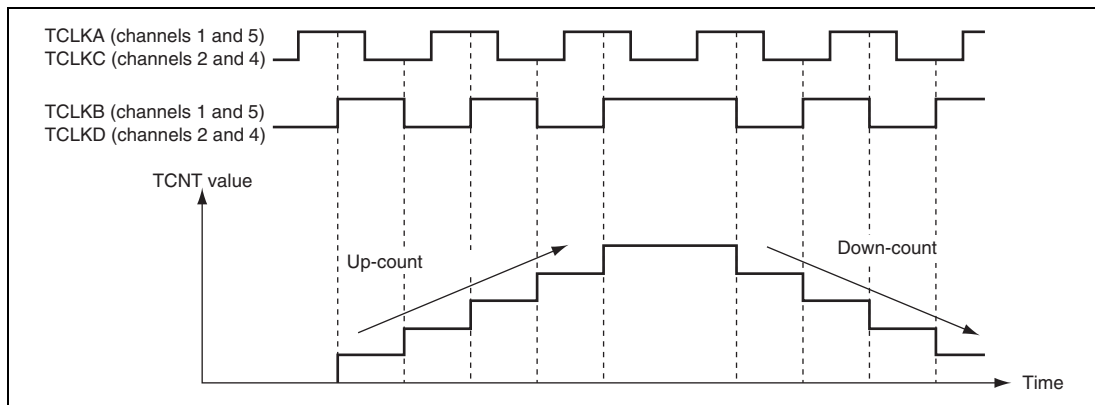 TCLKA (channels 1 and 5)
TCLKC (channels 2 and 4)
TCLKB (channels 1 and 5)
TCLKD (channels 2 and 4)
TCNT value
Up-count
Down-count
Time